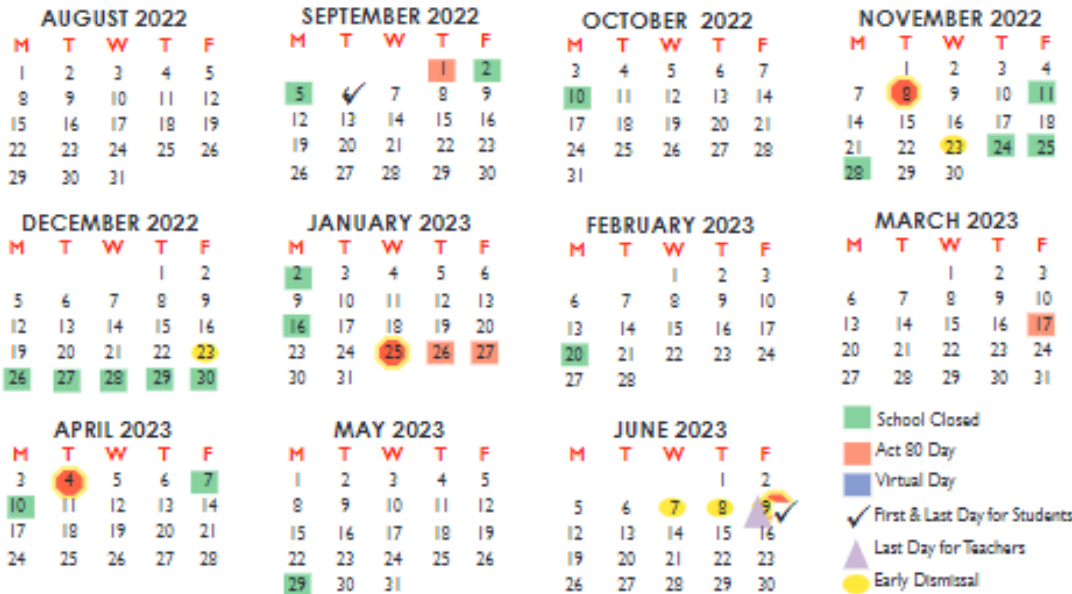 AUGUST 2022
M T W T F
1 2 3 4 5
8 9 10 11 12
15 16 17 18 19
22 23 24 25 26
29 30 31
SEPTEMBER 2022
M T W T F
1 2
5 6 7 8 9
12 13 14 15 16
19 20 21 22 23
26 27 28 29 30
OCTOBER 2022
M T W T F
3 4 5 6 7
10 11 12 13 14
17 18 19 20 21
24 25 26 27 28
31
NOVEMBER 2022
M T W T F
1 2 3 4
7 8 9 10 11
14 15 16 17 18
21 22 23 24 25
28 29 30
DECEMBER 2022
M T W T F
1 2
5 6 7 8 9
12 13 14 15 16
19 20 21 22 23
26 27 28 29 30
JANUARY 2023
M T W T F
2 3 4 5 6
9 10 11 12 13
16 17 18 19 20
23 24 25 26 27
30 31
FEBRUARY 2023
M T W T F
1 2 3
6 7 8 9 10
13 14 15 16 17
20 21 22 23 24
27 28
MARCH 2023
M T W T F
1 2 3
6 7 8 9 10
13 14 15 16 17
20 21 22 23 24
27 28 29 30 31
APRIL 2023
M T W T F
3 4 5 6 7
10 11 12 13 14
17 18 19 20 21
24 25 26 27 28
MAY 2023
M T W T F
1 2 3 4 5
8 9 10 11 12
15 16 17 18 19
22 23 24 25 26
29 30 31
JUNE 2023
M T W T F
1 2
5 6 7 8 9
12 13 14 15 16
19 20 21 22 23
26 27 28 29 30
School Closed
Act 80 Day
Virtual Day
First & Last Day for Students
Last Day for Teachers
Early Dismissal